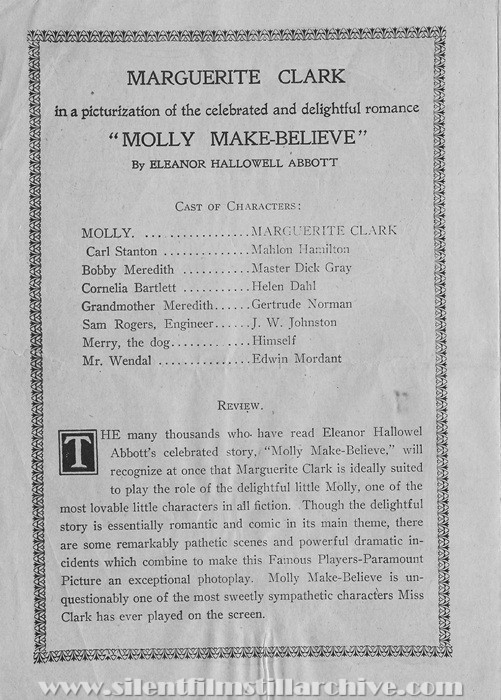 MARGUERITE CLARK
in a picturization of the celebrated and delightful romance
"MOLLY MAKE-BELIEVE"
By ELEANOR HALLOWELL ABBOTT
CAST OF CHARACTERS:
MOLLY. .................MARGUERITE CLARK
Carl Stanton .............Mahlon Hamilton
Bobby Meredith ..........Master Dick Gray
Cornelia Bartlett ..........Helen Dahl
Grandmother Meredith......Gertrude Norman
Sam Rogers, Engineer......J. W. Johnston
Merry, the dog............Himself
Mr. Wendal ..............Edwin Mordant
REVIEW.
THE many thousands who have read Eleanor Hallowel
Abbott's celebrated story, "Molly Make-Believe," will
recognize at once that Marguerite Clark is ideally suited
to play the role of the delightful little Molly, one of the
most lovable little characters in all fiction. Though the delightful
story is essentially romantic and comic in its main theme, there
are some remarkably pathetic scenes and powerful dramatic in-
cidents which combine to make this Famous Players-Paramount
Picture an exceptional photoplay. Molly Make-Believe is un-
questionably one of the most sweetly sympathetic characters Miss
Clark has ever played on the screen.
www.silentfilmstillarchive.com